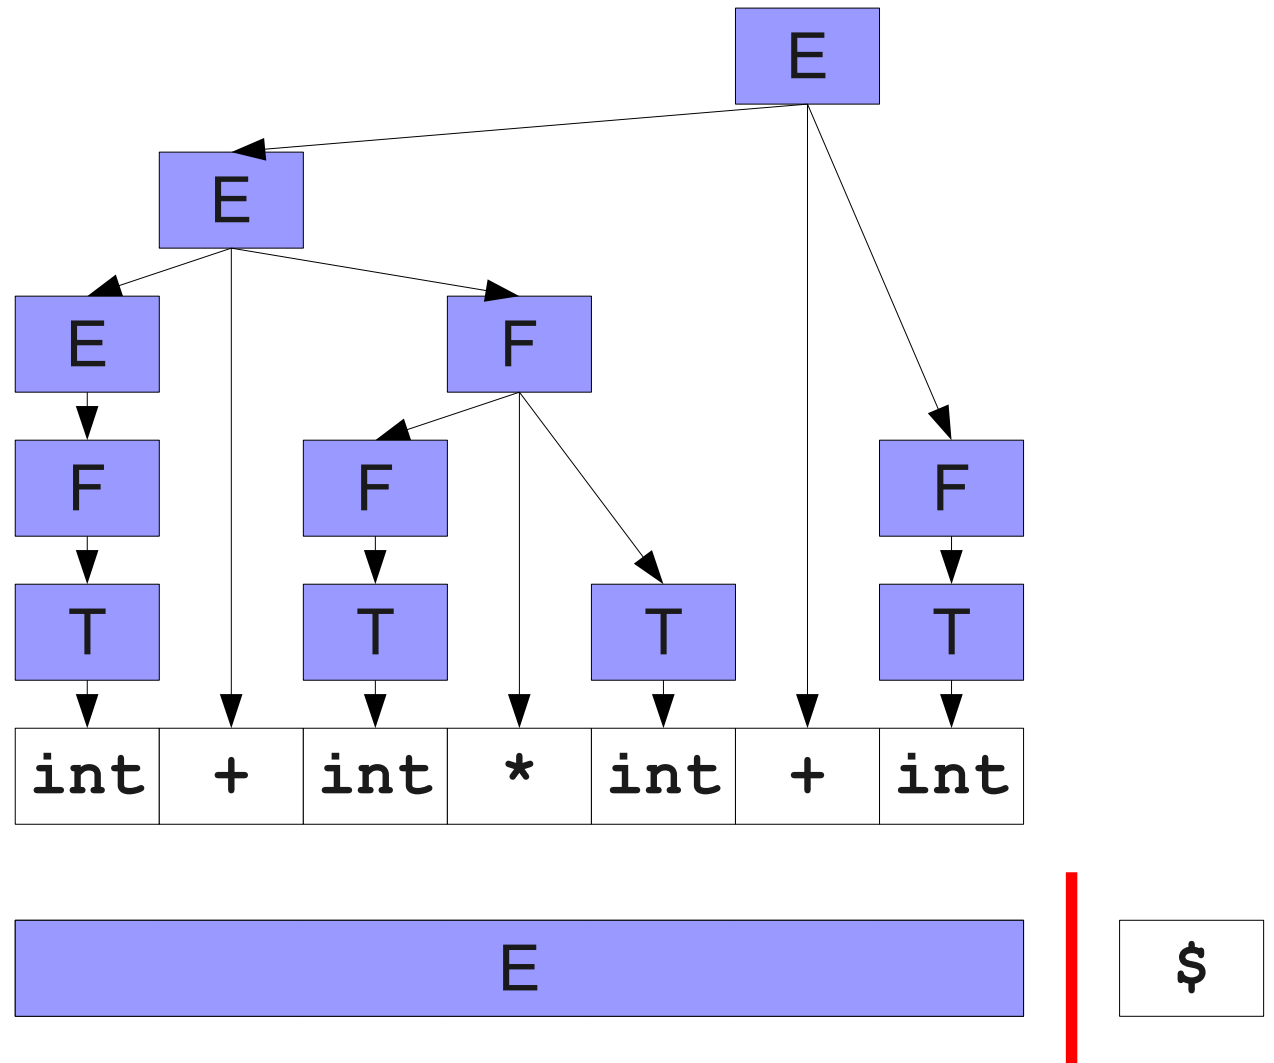 E
E
E F
F F F
T T T T
int + int * int + int
E $